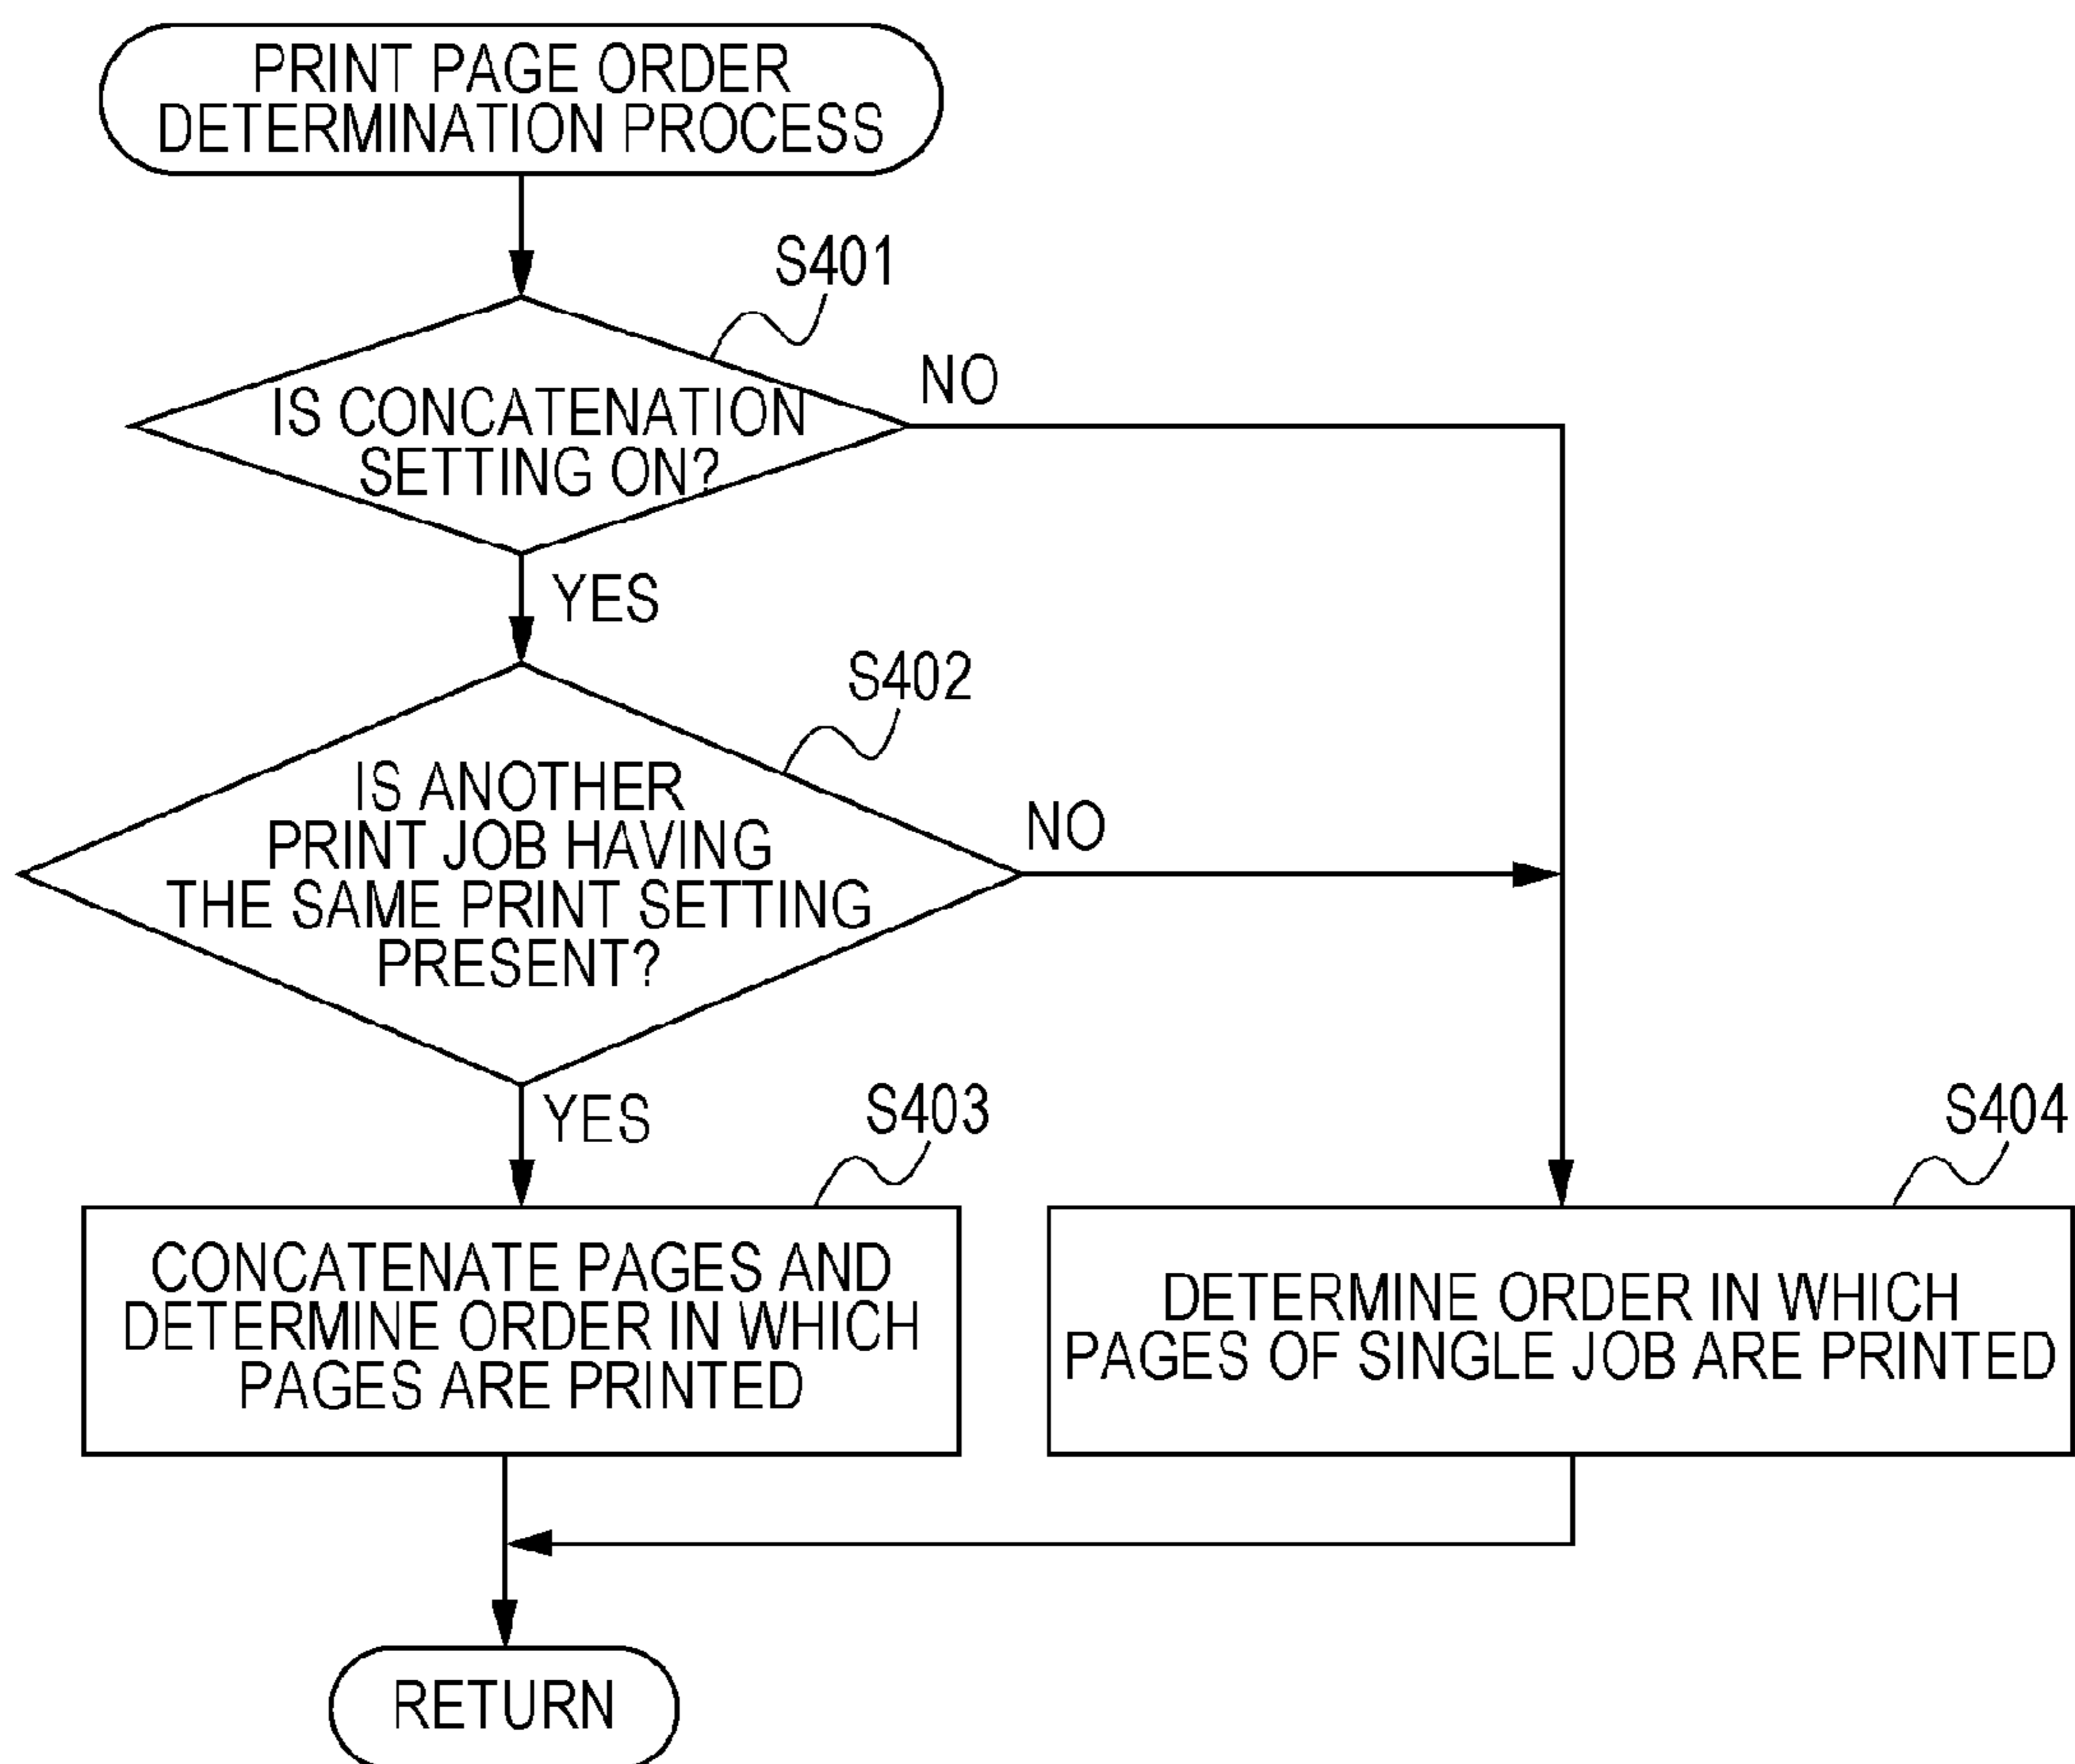 PRINT PAGE ORDER
DETERMINATION PROCESS
S401
IS CONCATENATION
SETTING ON?
NO
YES
S402
IS ANOTHER
PRINT JOB HAVING
THE SAME PRINT SETTING
PRESENT?
NO
YES
S403
CONCATENATE PAGES AND
DETERMINE ORDER IN WHICH
PAGES ARE PRINTED
S404
DETERMINE ORDER IN WHICH
PAGES OF SINGLE JOB ARE PRINTED
RETURN